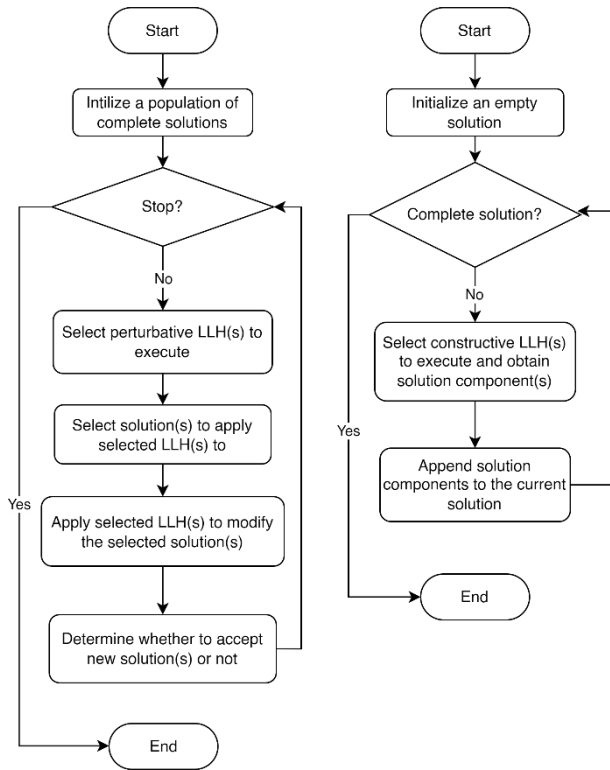 Start
Intilize a population of
complete solutions
Stop?
No
Select perturbative LLH(s) to
execute
Select solution(s) to apply
selected LLH(s) to
Yes
Apply selected LLH(s) to modify
the selected solution(s)
Determine whether to accept
new solution(s) or not
End
Start
Initialize an empty
solution
Complete solution?
No
Select constructive LLH(s)
to execute and obtain
solution component(s)
Yes
Append solution
components to the current
solution
End